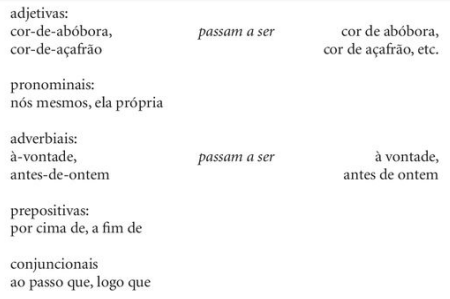 adjetivas:
cor-de-abóbora, passam a ser cor de abóbora,
cor-de-açafrão cor de açafrão, etc.
pronominais:
nós mesmos, ela própria
adverbiais:
à-vontade, passam a ser à vontade,
antes-de-ontem antes de ontem
prepositivas:
por cima de, a fim de
conjuncionais
ao passo que, logo que